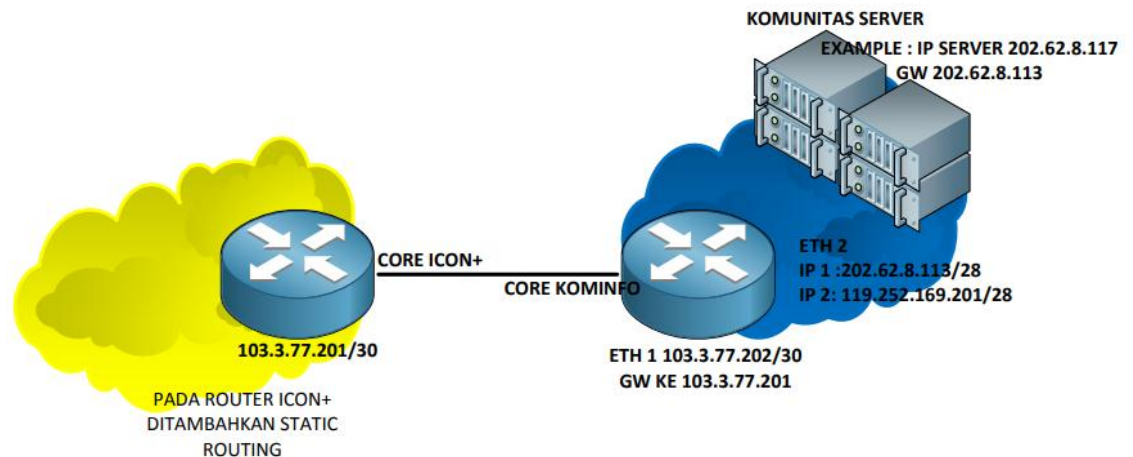 KOMUNITAS SERVER
EXAMPLE : IP SERVER 202.62.8.117
GW 202.62.8.113
CORE ICON+
CORE KOMINFO
ETH 2
IP 1 :202.62.8.113/28
IP 2: 119.252.169.201/28
103.3.77.201/30
ETH 1 103.3.77.202/30
GW KE 103.3.77.201
PADA ROUTER ICON+
DITAMBAHKAN STATIC
ROUTING